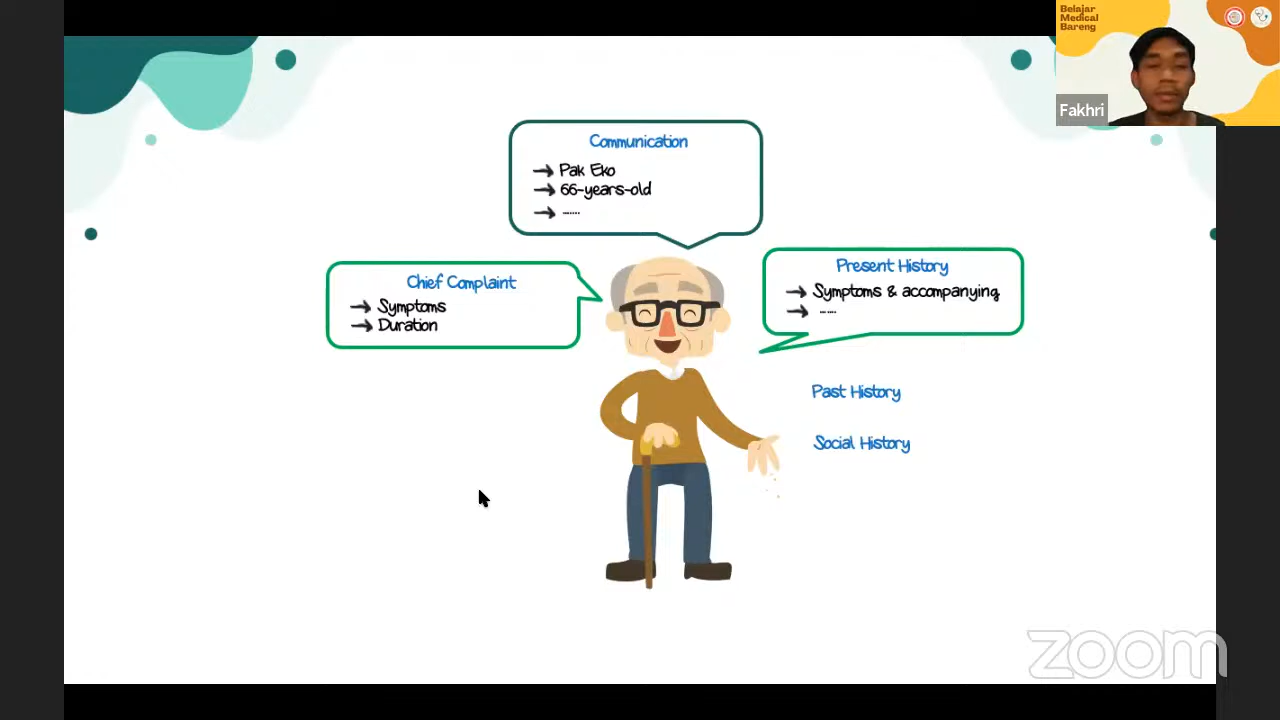 Belajar
Medical
Bareng
Fakhri
Communication
→ Pak Eko
→ 66-years-old
→ .......
Chief Complaint
→ Symptoms
→ Duration
Present History
→ Symptoms & accompanying
→ ......
Past History
Social History
zoom